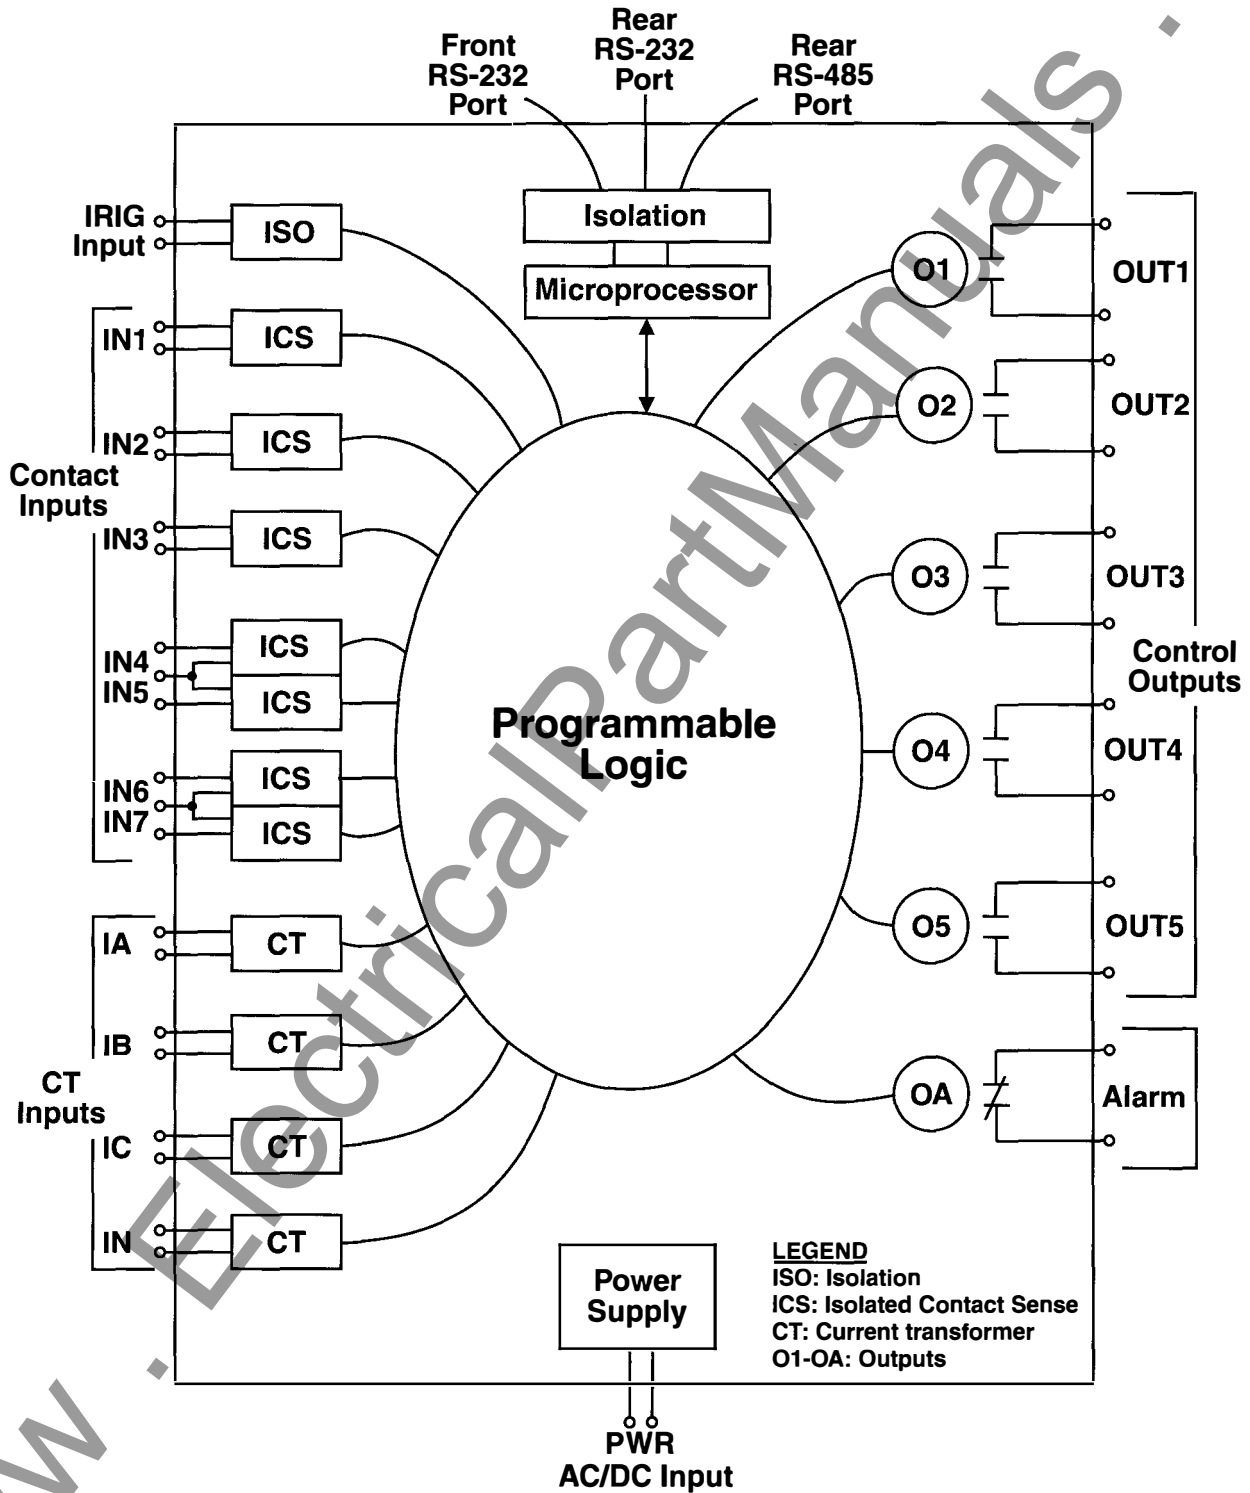 Front
RS-232
Port
Rear
RS-232
Port
Rear
RS-485
Port
IRIG
Input
ISO
Isolation
Microprocessor
IN1
ICS
IN2
ICS
Contact
Inputs
IN3
ICS
IN4
ICS
IN5
ICS
IN6
ICS
IN7
ICS
IA
CT
IB
CT
CT
Inputs
IC
CT
IN
CT
Programmable
Logic
O1
OUT1
O2
OUT2
O3
OUT3
Control
Outputs
O4
OUT4
O5
OUT5
OA
Alarm
Power
Supply
LEGEND
ISO: Isolation
ICS: Isolated Contact Sense
CT: Current transformer
O1-OA: Outputs
PWR
AC/DC Input
w . ElectricalPartManuals .